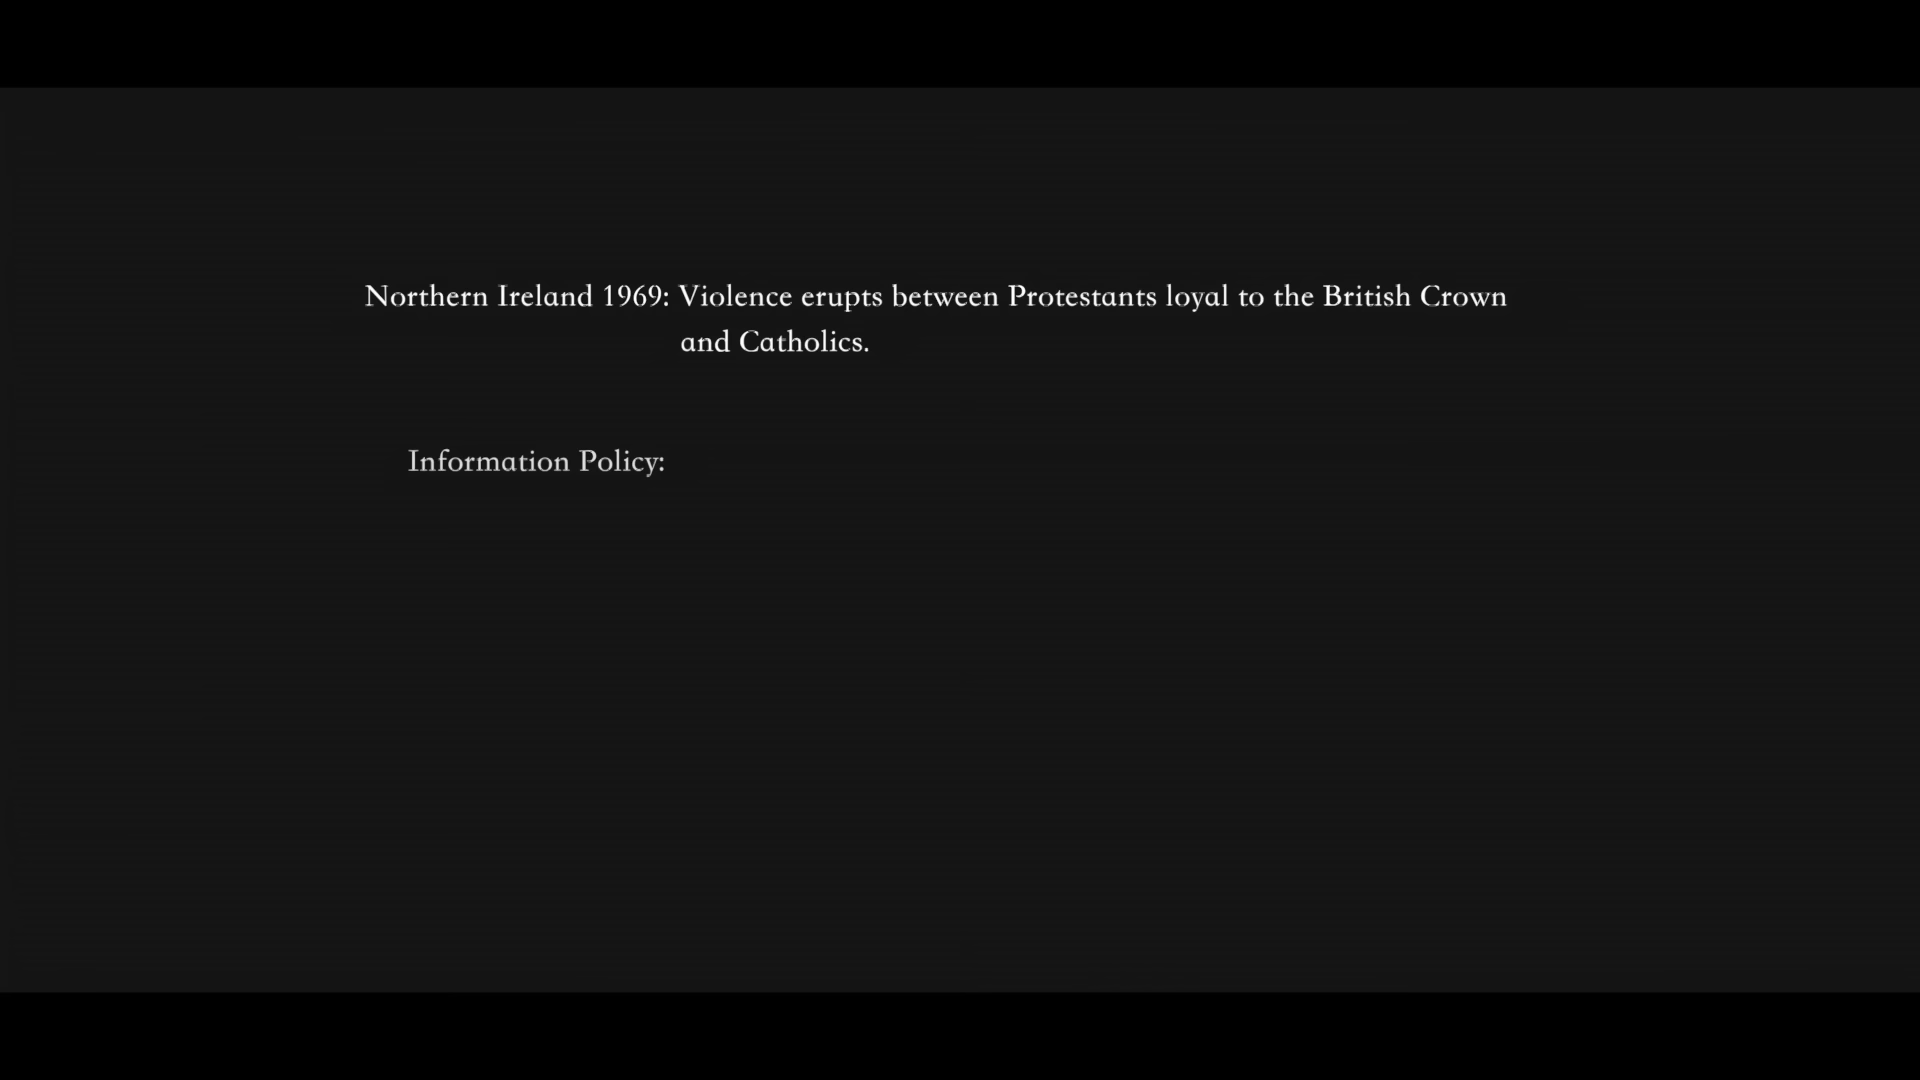 Northern Ireland 1969: Violence erupts between Protestants loyal to the British Crown
and Catholics.
Information Policy: